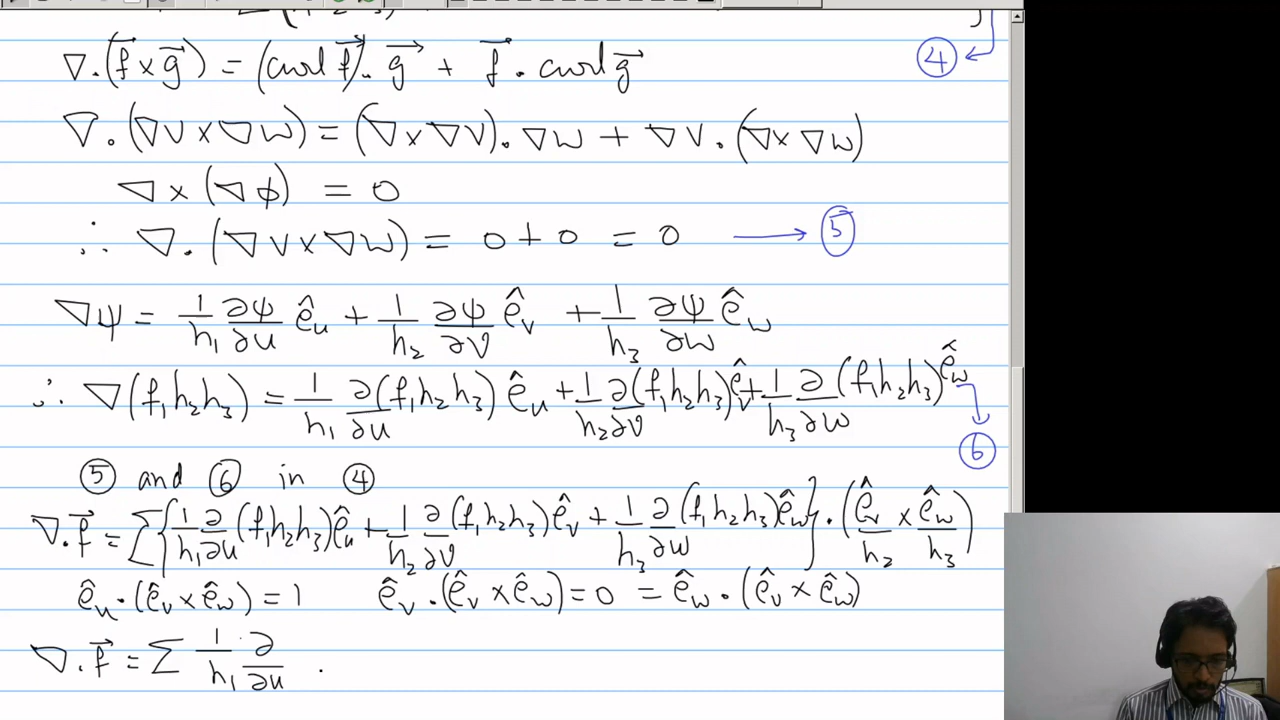 ∇·(f⃗ × g⃗) = (curl f⃗)·g⃗ + f⃗·curl g⃗
④
∇·(∇v × ∇w) = (∇×∇v)·∇w + ∇v·(∇×∇w)
∇×(∇φ) = 0
∴ ∇·(∇v × ∇w) = 0 + 0 = 0 → ⑤
∇ψ = 1/h₁ ∂ψ/∂u ê_u + 1/h₂ ∂ψ/∂v ê_v + 1/h₃ ∂ψ/∂w ê_w
∴ ∇(f₁h₂h₃) = 1/h₁ ∂/∂u (f₁h₂h₃) ê_u + 1/h₂ ∂/∂v (f₁h₂h₃) ê_v + 1/h₃ ∂/∂w (f₁h₂h₃) ê_w
⑥
⑤ and ⑥ in ④
∇·f⃗ = Σ{1/h₁ ∂/∂u (f₁h₂h₃) ê_u + 1/h₂ ∂/∂v (f₁h₂h₃) ê_v + 1/h₃ ∂/∂w (f₁h₂h₃) ê_w}·(ê_v/h₂ × ê_w/h₃)
ê_u·(ê_v × ê_w) = 1 ê_v·(ê_v × ê_w) = 0 = ê_w·(ê_v × ê_w)
∇·f⃗ = Σ 1/h₁ ∂/∂u